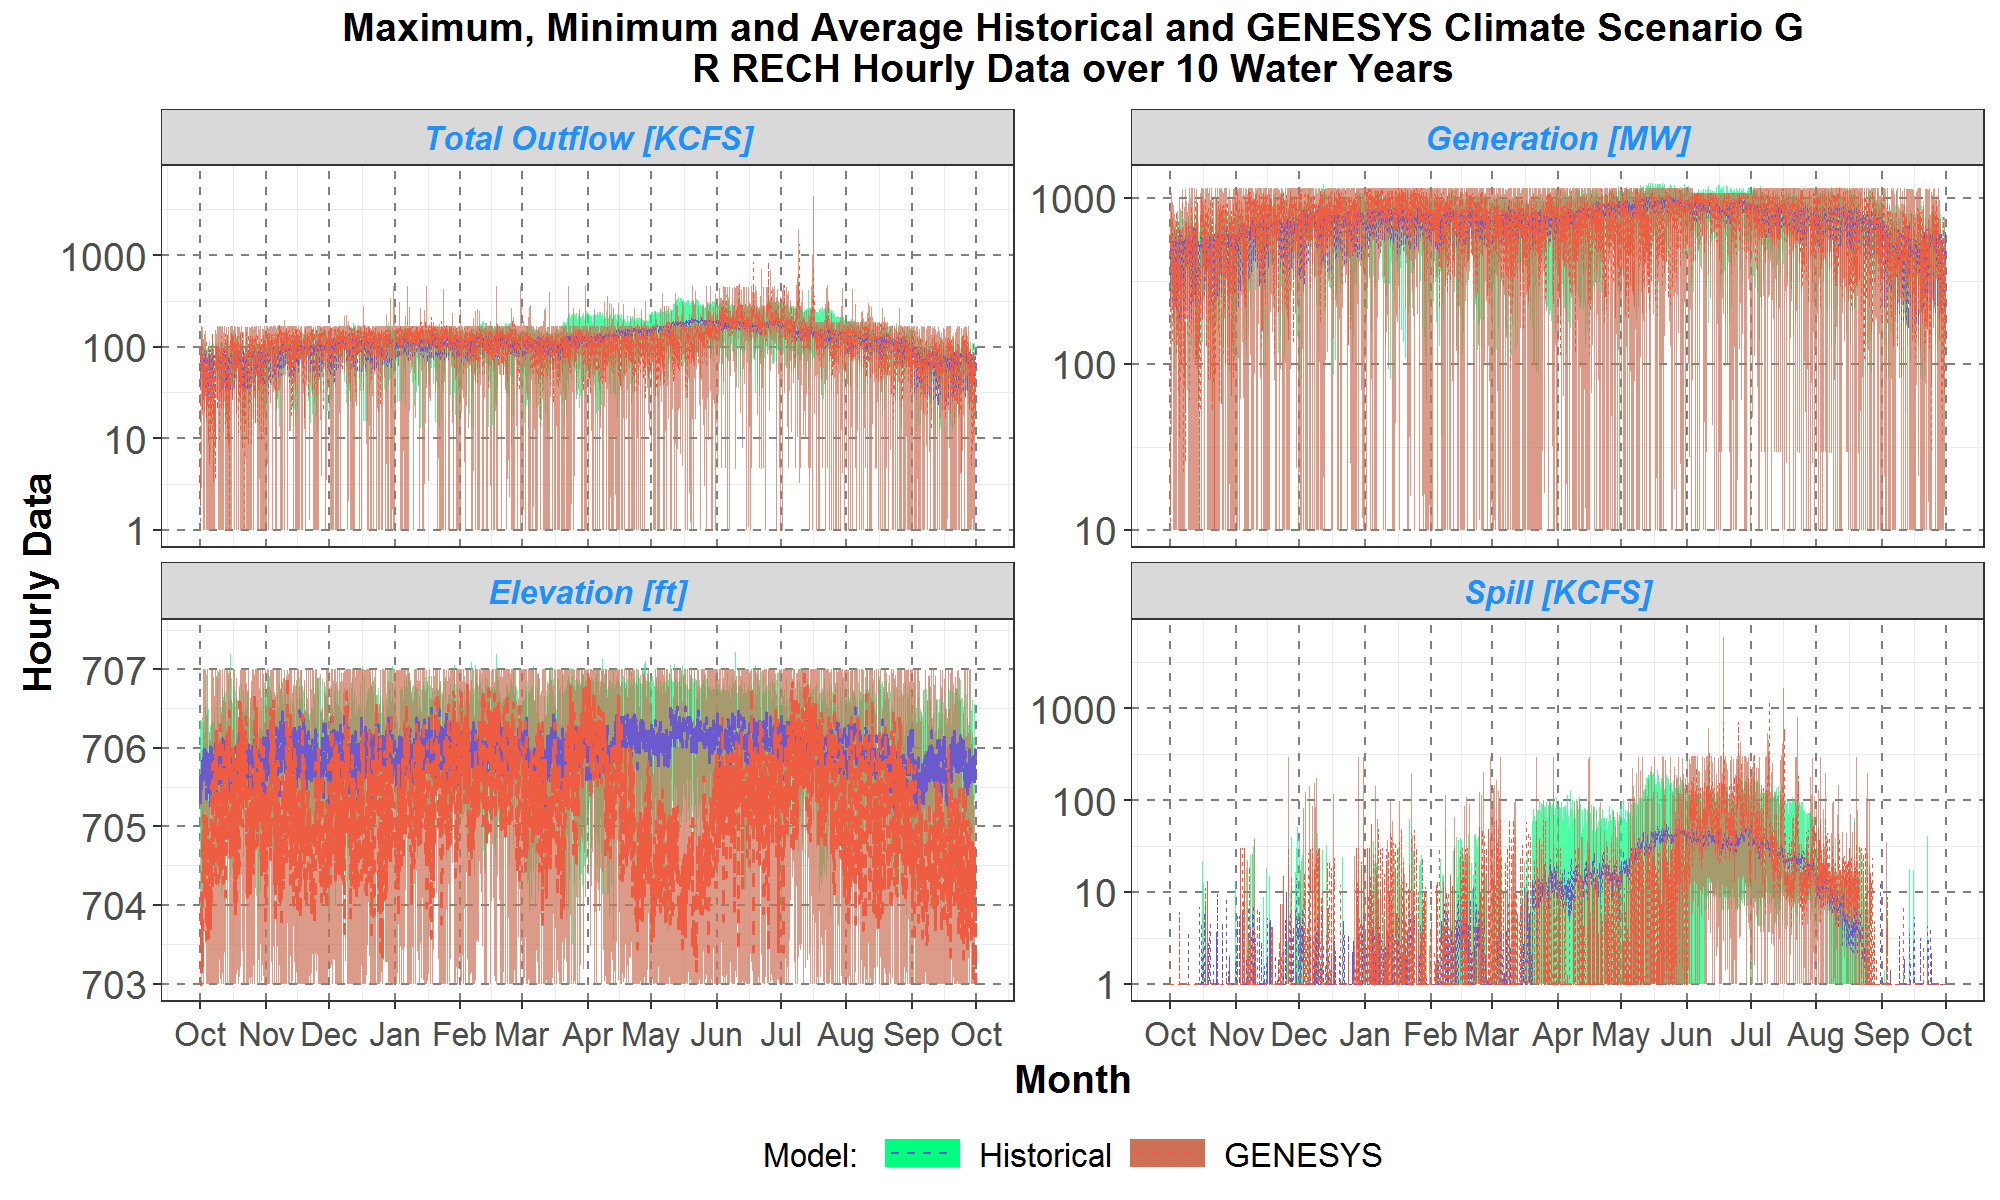 Maximum, Minimum and Average Historical and GENESYS Climate Scenario G
R RECH Hourly Data over 10 Water Years
Total Outflow [KCFS]
1000
100
10
1
Generation [MW]
1000
100
10
Hourly Data
Elevation [ft]
707
706
705
704
703
Oct Nov Dec Jan Feb Mar Apr May Jun Jul Aug Sep Oct
Spill [KCFS]
1000
100
10
1
Oct Nov Dec Jan Feb Mar Apr May Jun Jul Aug Sep Oct
Month
Model: Historical GENESYS